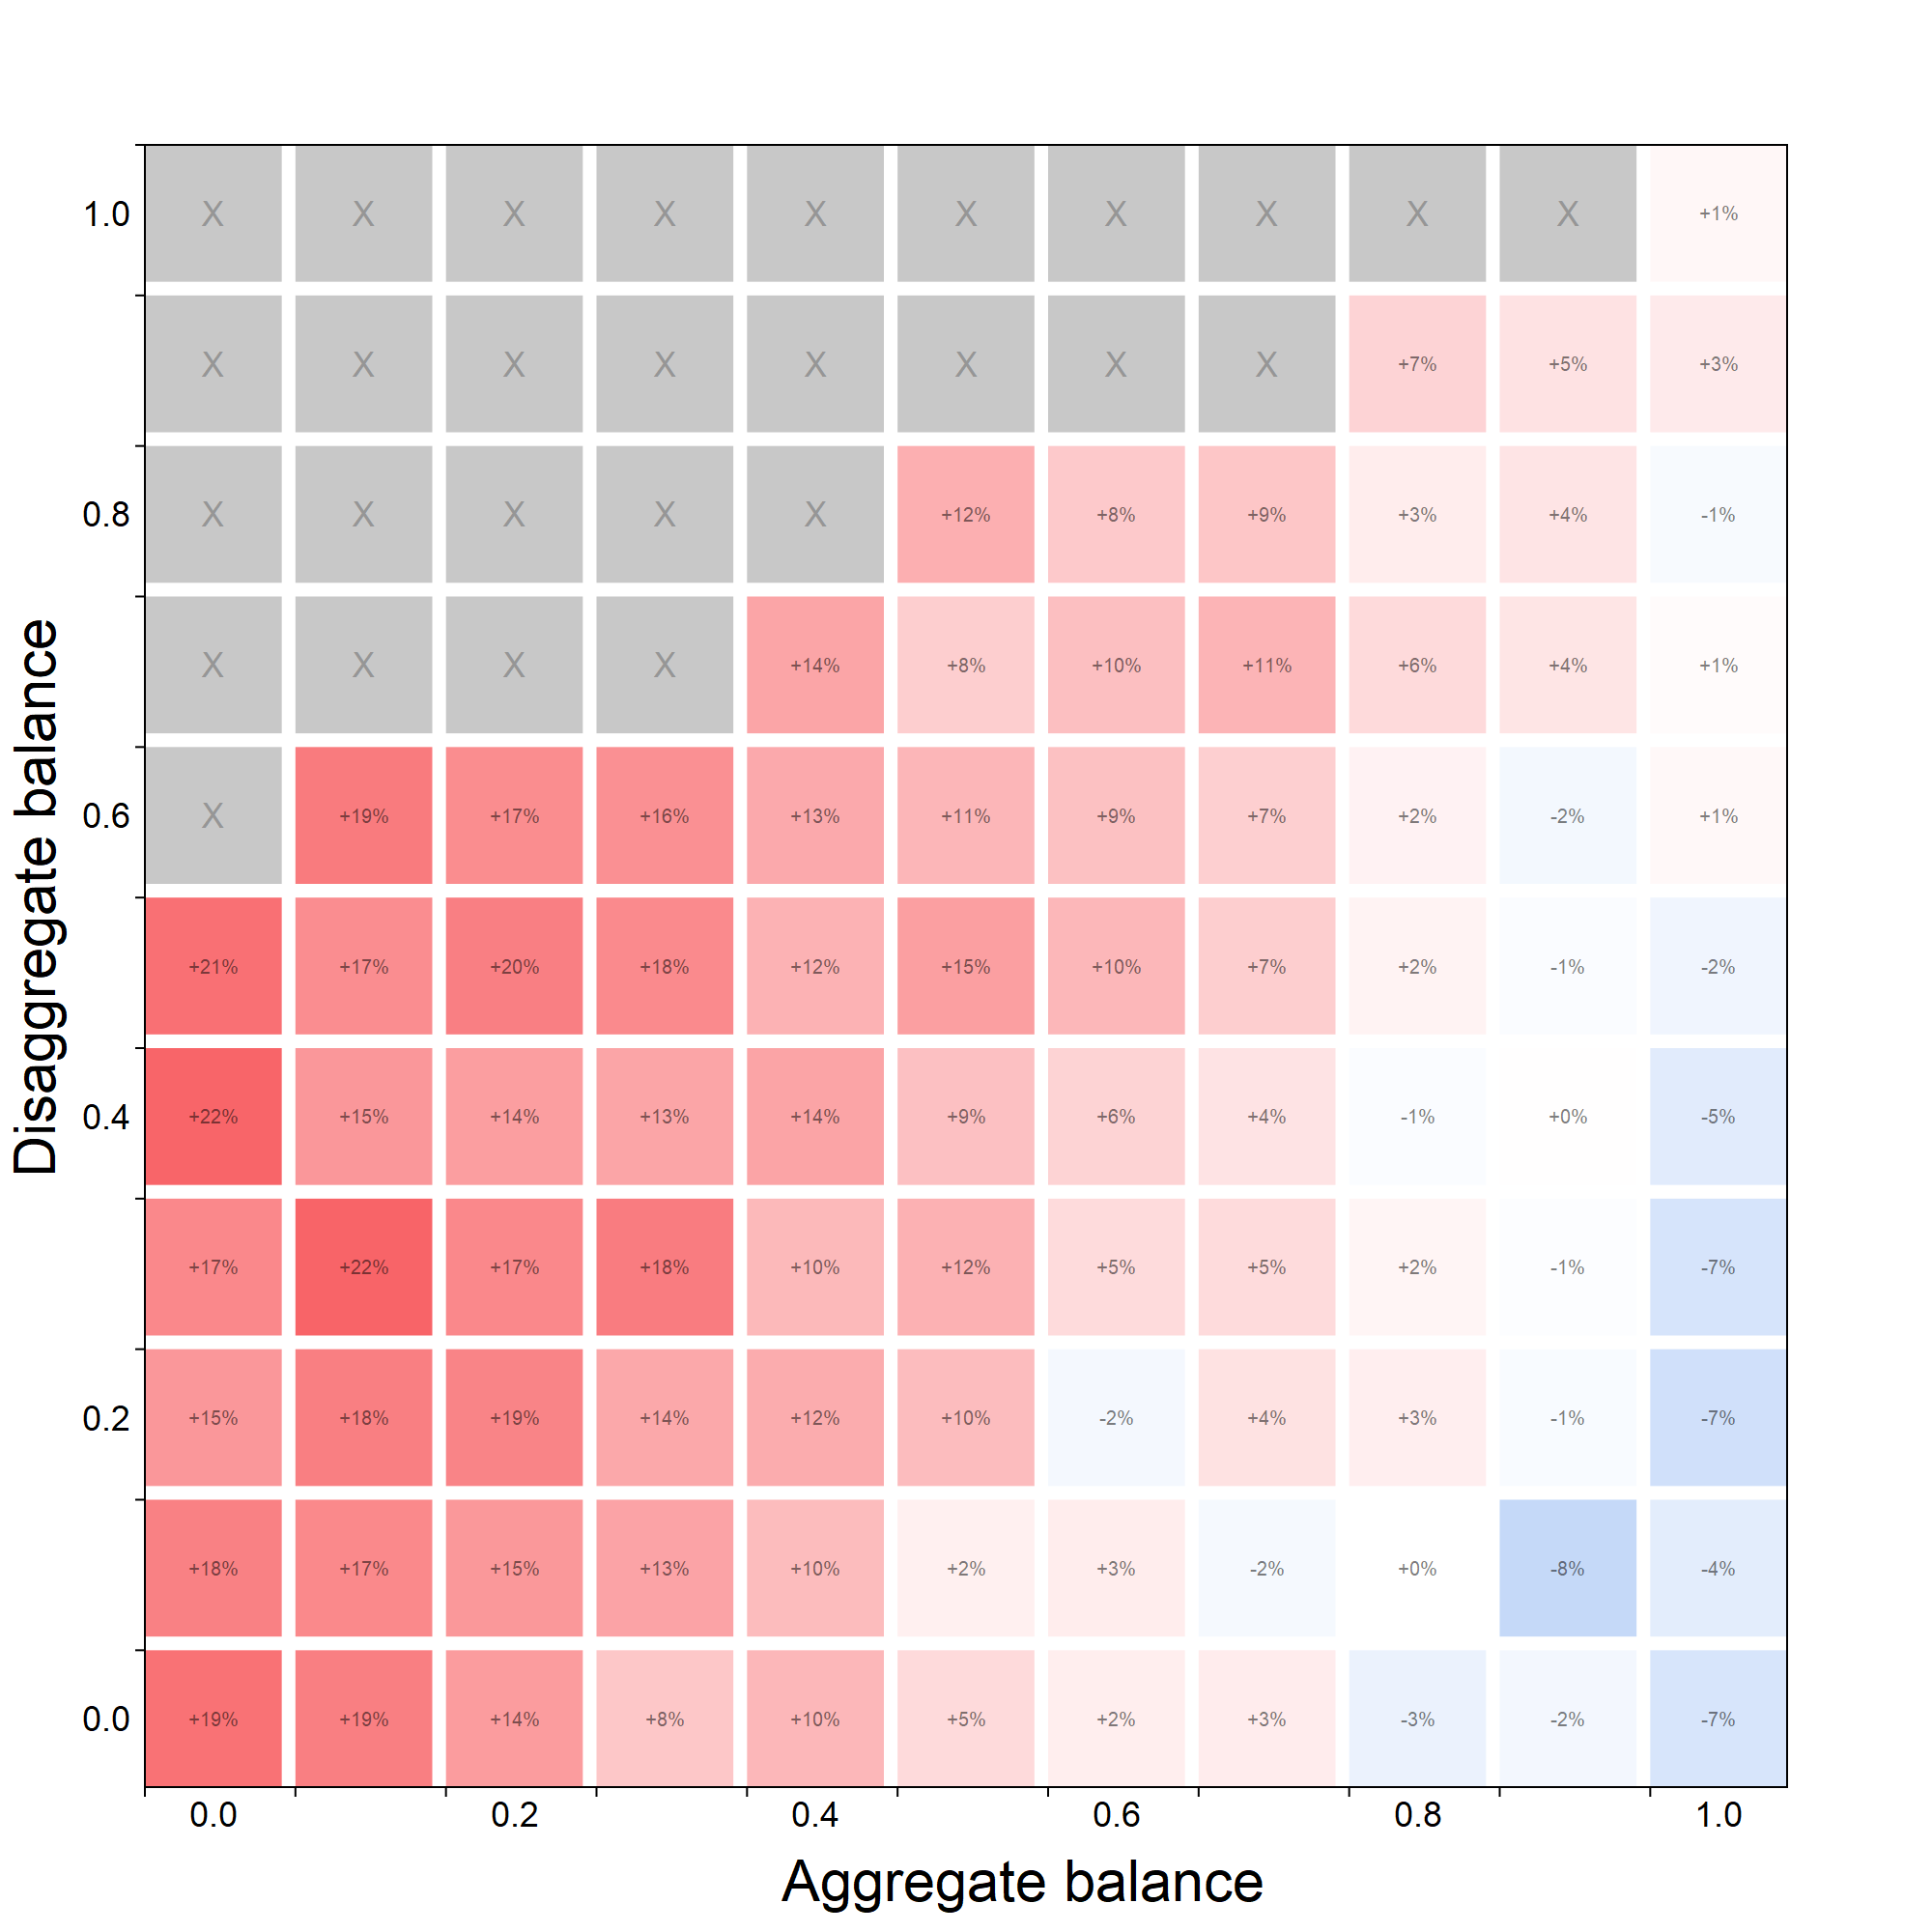 1.0 X X X X X X X X X X +1%
X X X X X X X X +7% +5% +3%
0.8 X X X X X +12% +8% +9% +3% +4% -1%
X X X X +14% +8% +10% +11% +6% +4% +1%
0.6 X +19% +17% +16% +13% +11% +9% +7% +2% -2% +1%
+21% +17% +20% +18% +12% +15% +10% +7% +2% -1% -2%
0.4 +22% +15% +14% +13% +14% +9% +6% +4% -1% +0% -5%
+17% +22% +17% +18% +10% +12% +5% +5% +2% -1% -7%
0.2 +15% +18% +19% +14% +12% +10% -2% +4% +3% -1% -7%
+18% +17% +15% +13% +10% +2% +3% -2% +0% -8% -4%
0.0 +19% +19% +14% +8% +10% +5% +2% +3% -3% -2% -7%
0.0 0.2 0.4 0.6 0.8 1.0
Aggregate balance
Disaggregate balance